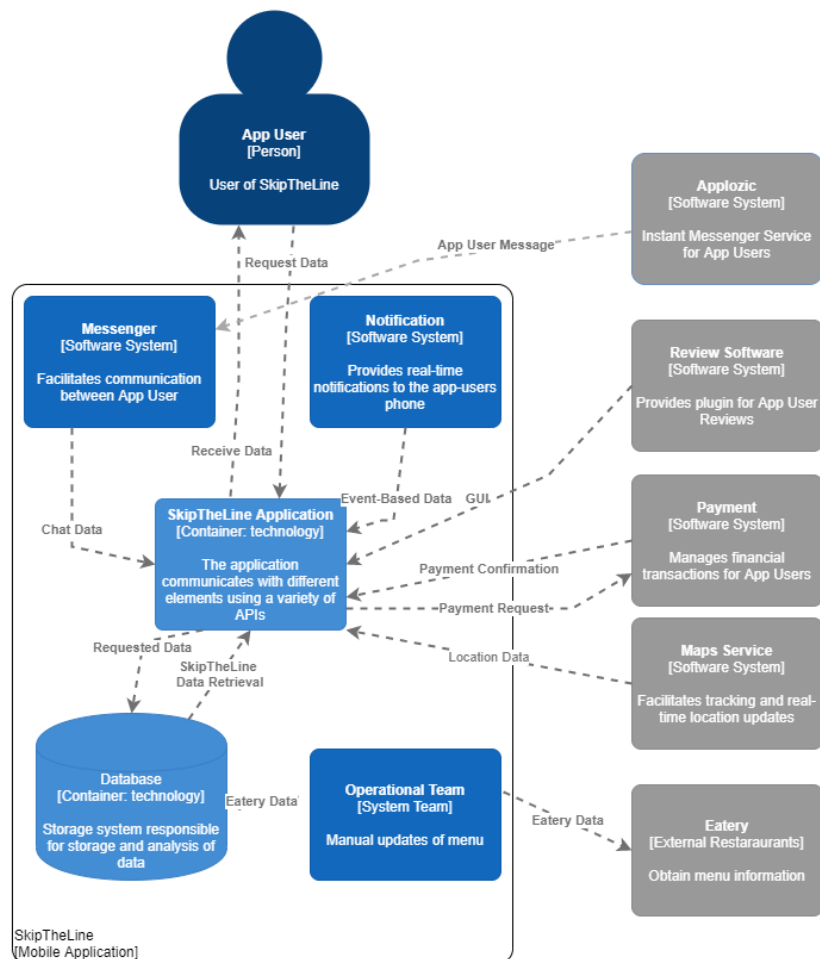 App User
[Person]
User of SkipTheLine
Applozic
[Software System]
Instant Messenger Service
for App Users
App User Message
Request Data
Messenger
[Software System]
Facilitates communication
between App User
Notification
[Software System]
Provides real-time
notifications to the app-users
phone
Review Software
[Software System]
Provides plugin for App User
Reviews
Receive Data
GUI
Event-Based Data
Chat Data
SkipTheLine Application
[Container: technology]
The application
communicates with different
elements using a variety of
APIs
Payment
[Software System]
Manages financial
transactions for App Users
Payment Confirmation
Payment Request
Requested Data
SkipTheLine
Data Retrieval
Location Data
Maps Service
[Software System]
Facilitates tracking and real-
time location updates
Database
[Container: technology]
Storage system responsible
for storage and analysis of
data
Eatery Data
Operational Team
[System Team]
Manual updates of menu
Eatery Data
Eatery
[External Restaraurants]
Obtain menu information
SkipTheLine
[Mobile Application]